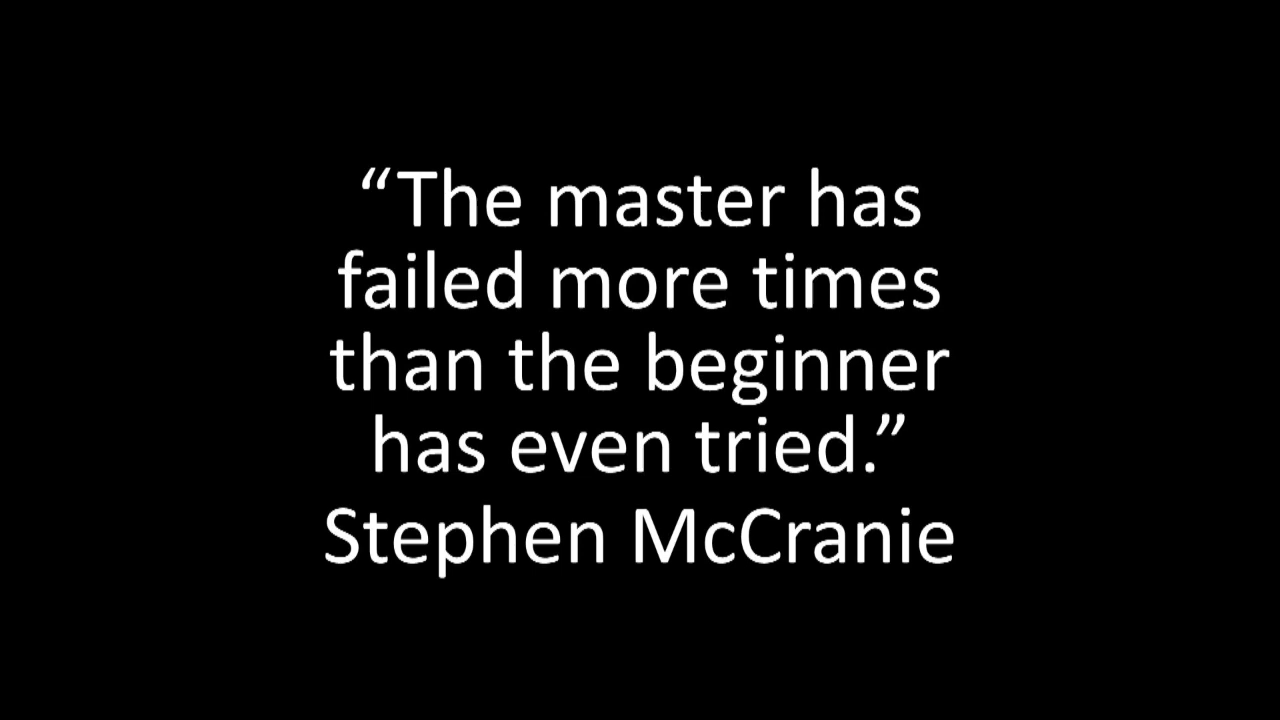 “The master has
failed more times
than the beginner
has even tried.”
Stephen McCranie